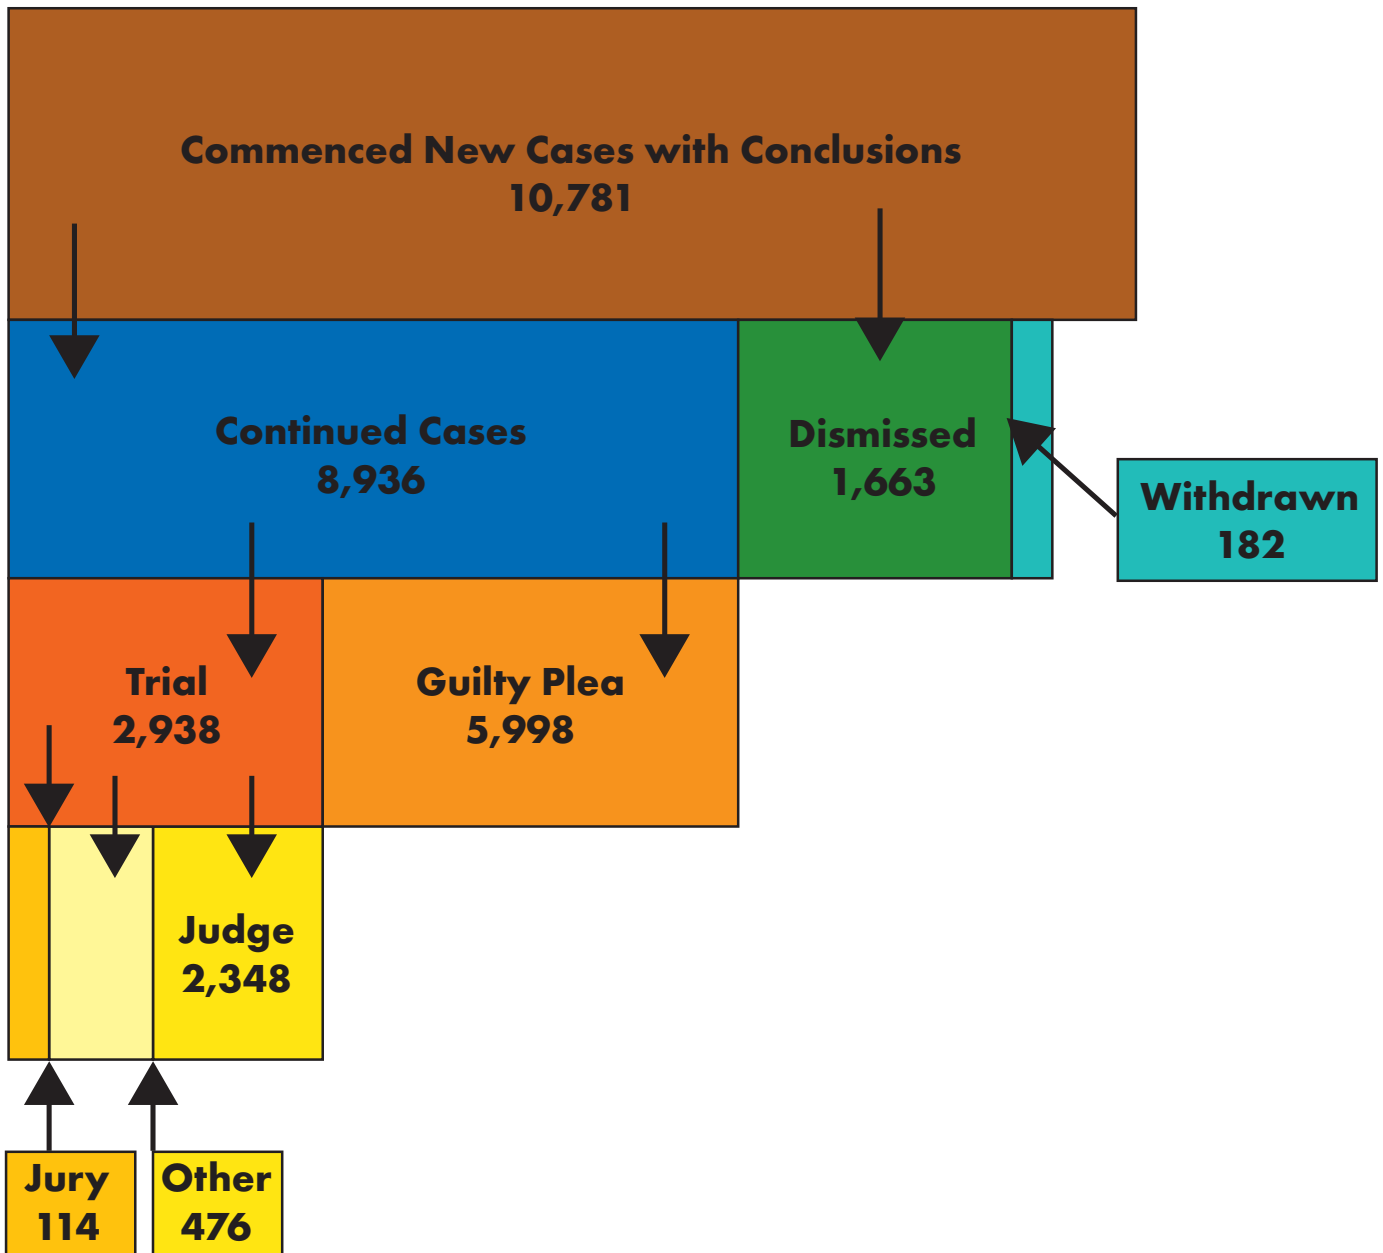 Commenced New Cases with Conclusions
10,781
Continued Cases
8,936
Dismissed
1,663
Withdrawn
182
Trial
2,938
Guilty Plea
5,998
Judge
2,348
Jury
114
Other
476